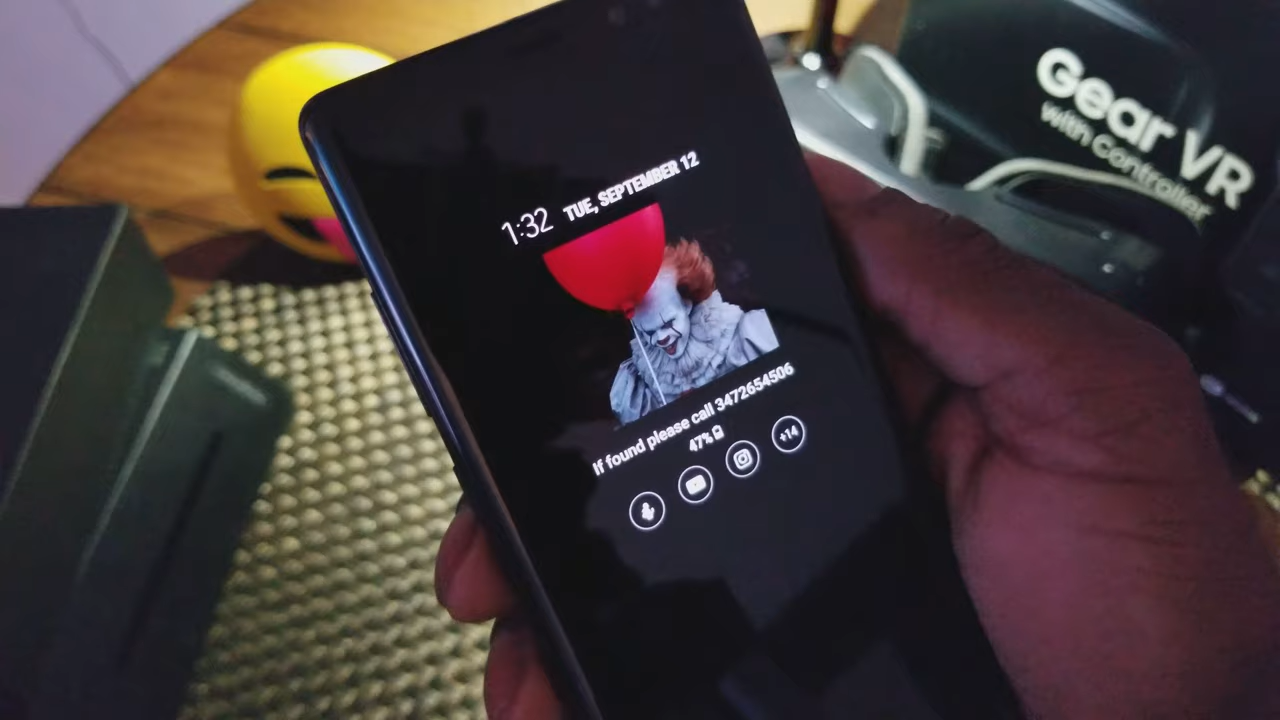 1:32 TUE, SEPTEMBER 12
If found please call 3472654506
47%
+14
Gear VR
with Controller